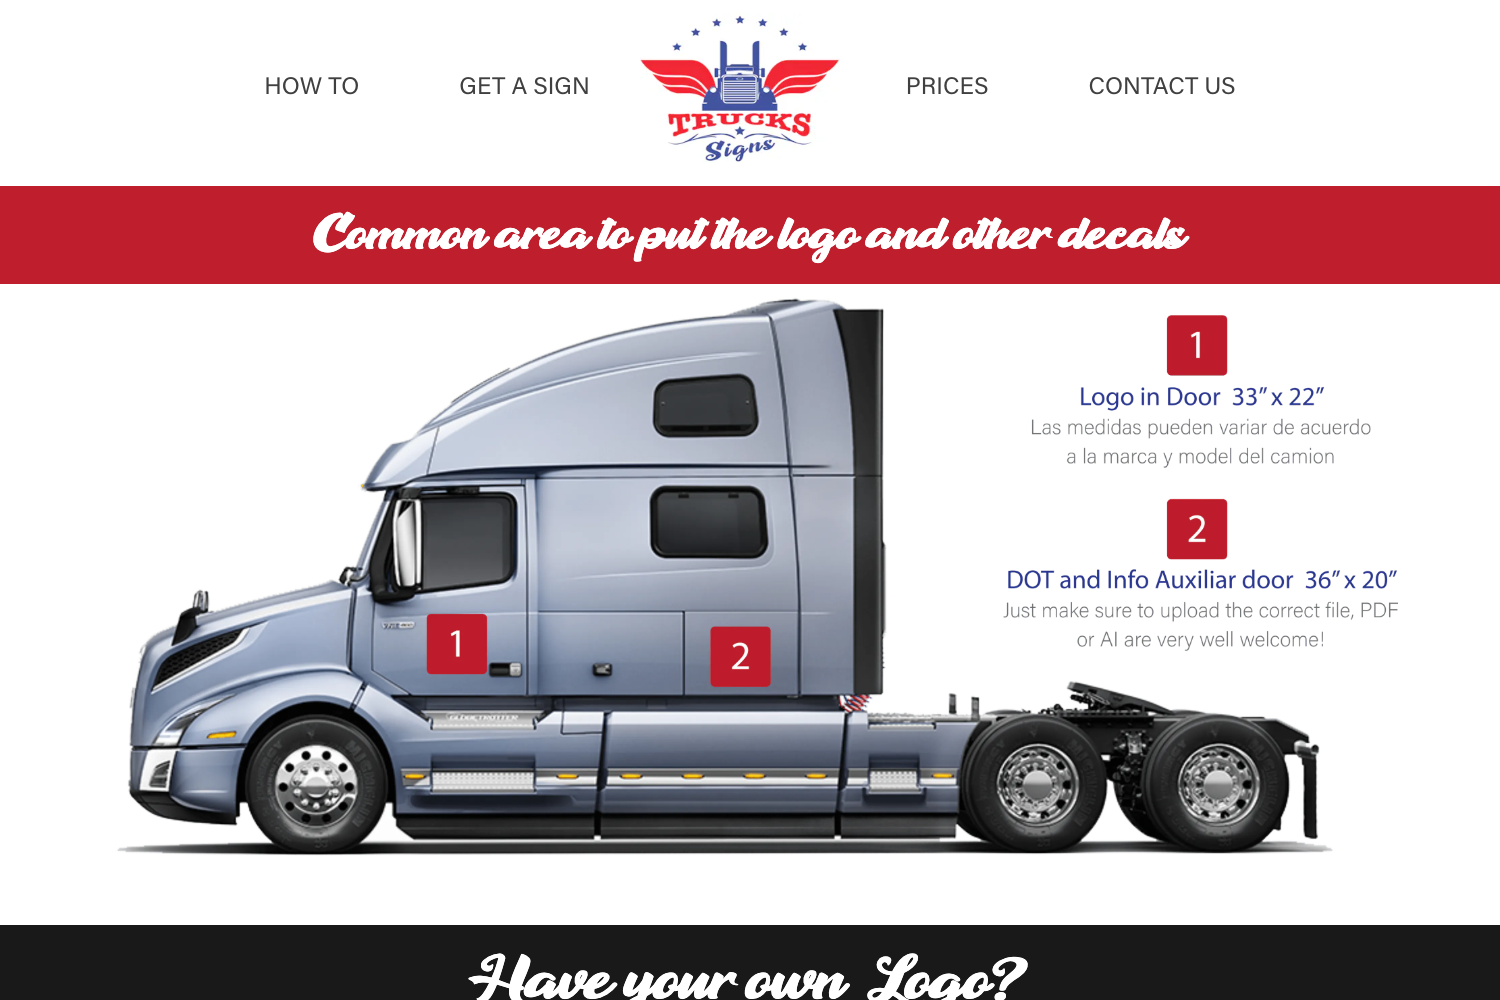 HOW TO
GET A SIGN
TRUCKS
Signs
PRICES
CONTACT US
Common area to put the logo and other decals
1
Logo in Door 33” x 22”
Las medidas pueden variar de acuerdo
a la marca y model del camion
2
DOT and Info Auxiliar door 36” x 20”
Just make sure to upload the correct file, PDF
or AI are very well welcome!
1
2
GLOBETROTTER
Have your own Logo?